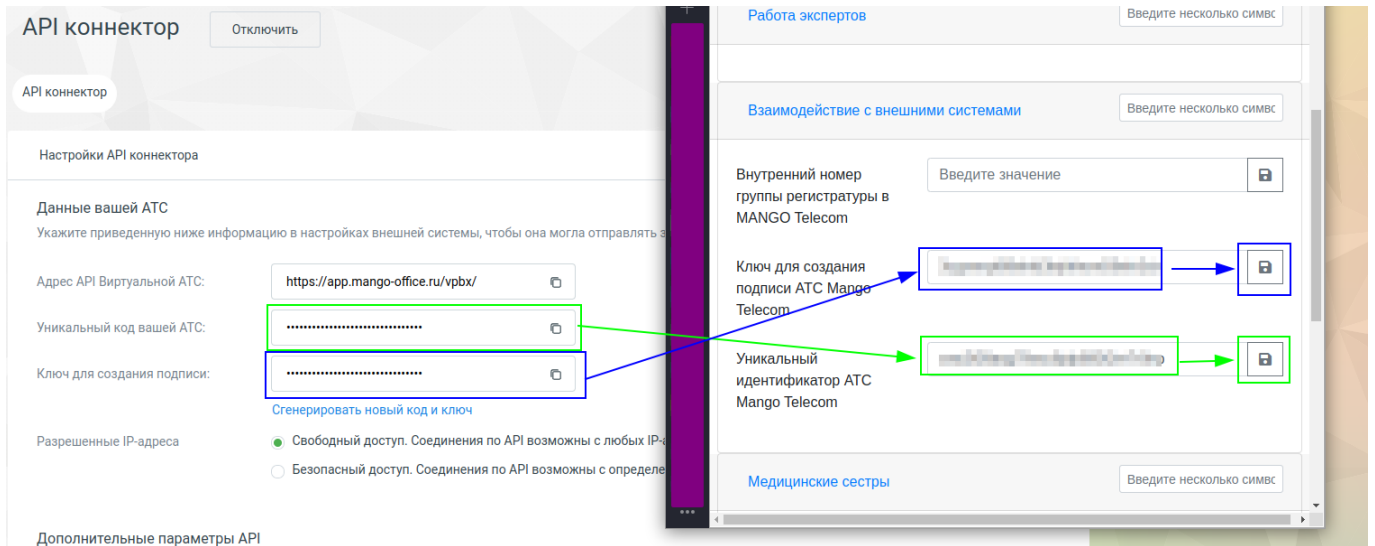 API коннектор
Отключить
API коннектор
Настройки API коннектора
Данные вашей АТС
Укажите приведенную ниже информацию в настройках внешней системы, чтобы она могла отправлять з
Адрес API Виртуальной АТС:
https://app.mango-office.ru/vpbx/
Уникальный код вашей АТС:
Ключ для создания подписи:
Сгенерировать новый код и ключ
Разрешенные IP-адреса
Свободный доступ. Соединения по API возможны с любых IP-а
Безопасный доступ. Соединения по API возможны с определе
Дополнительные параметры API
Работа экспертов
Введите несколько симво
Взаимодействие с внешними системами
Введите несколько симвс
Внутренний номер
группы регистратуры в
MANGO Telecom
Введите значение
Ключ для создания
подписи АТС Mango
Telecom
Уникальный
идентификатор АТС
Mango Telecom
Медицинские сестры
Введите несколько симвс